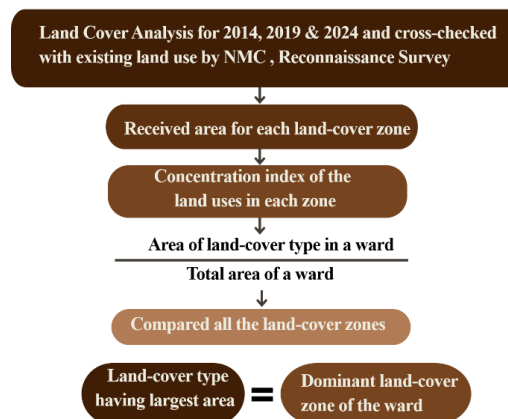 Land Cover Analysis for 2014, 2019 & 2024 and cross-checked
with existing land use by NMC , Reconnaissance Survey
Received area for each land-cover zone
Concentration index of the
land uses in each zone
Area of land-cover type in a ward
Total area of a ward
Compared all the land-cover zones
Land-cover type
having largest area
=
Dominant land-cover
zone of the ward